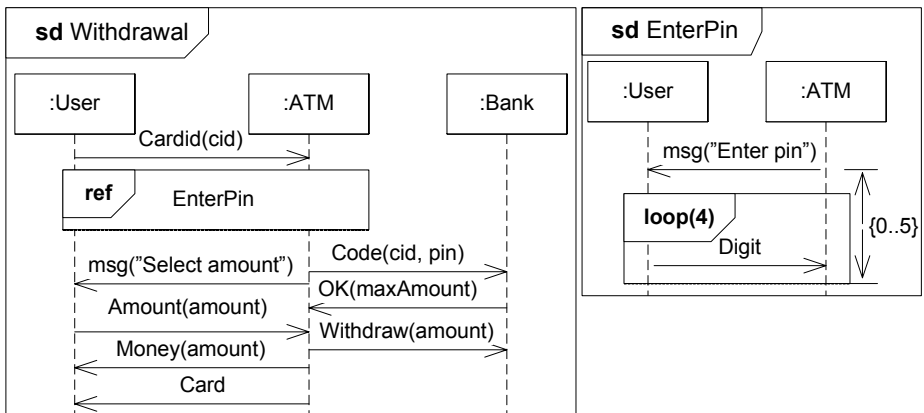 sd Withdrawal
:User
:ATM
:Bank
Cardid(cid)
ref
EnterPin
Code(cid, pin)
msg("Select amount")
OK(maxAmount)
Amount(amount)
Withdraw(amount)
Money(amount)
Card
sd EnterPin
:User
:ATM
msg("Enter pin")
loop(4)
{0..5}
Digit